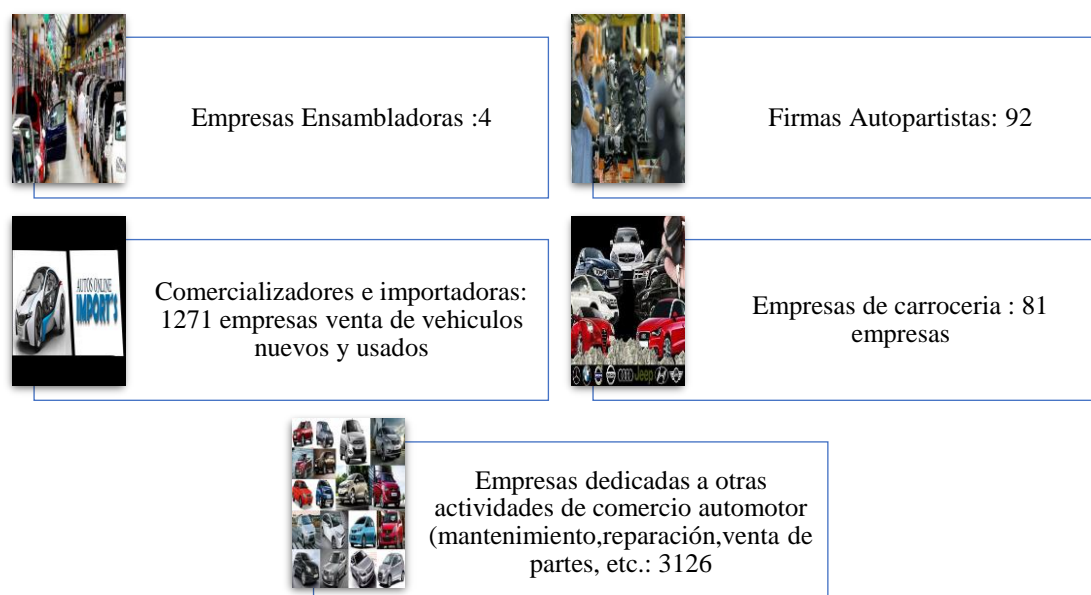 Empresas Ensambladoras :4
Firmas Autopartistas: 92
Comercializadores e importadoras:
1271 empresas venta de vehiculos
nuevos y usados
AUTOS ONLINE
IMPORT'S
Empresas de carroceria : 81
empresas
Jeep
Empresas dedicadas a otras
actividades de comercio automotor
(mantenimiento,reparación,venta de
partes, etc.: 3126